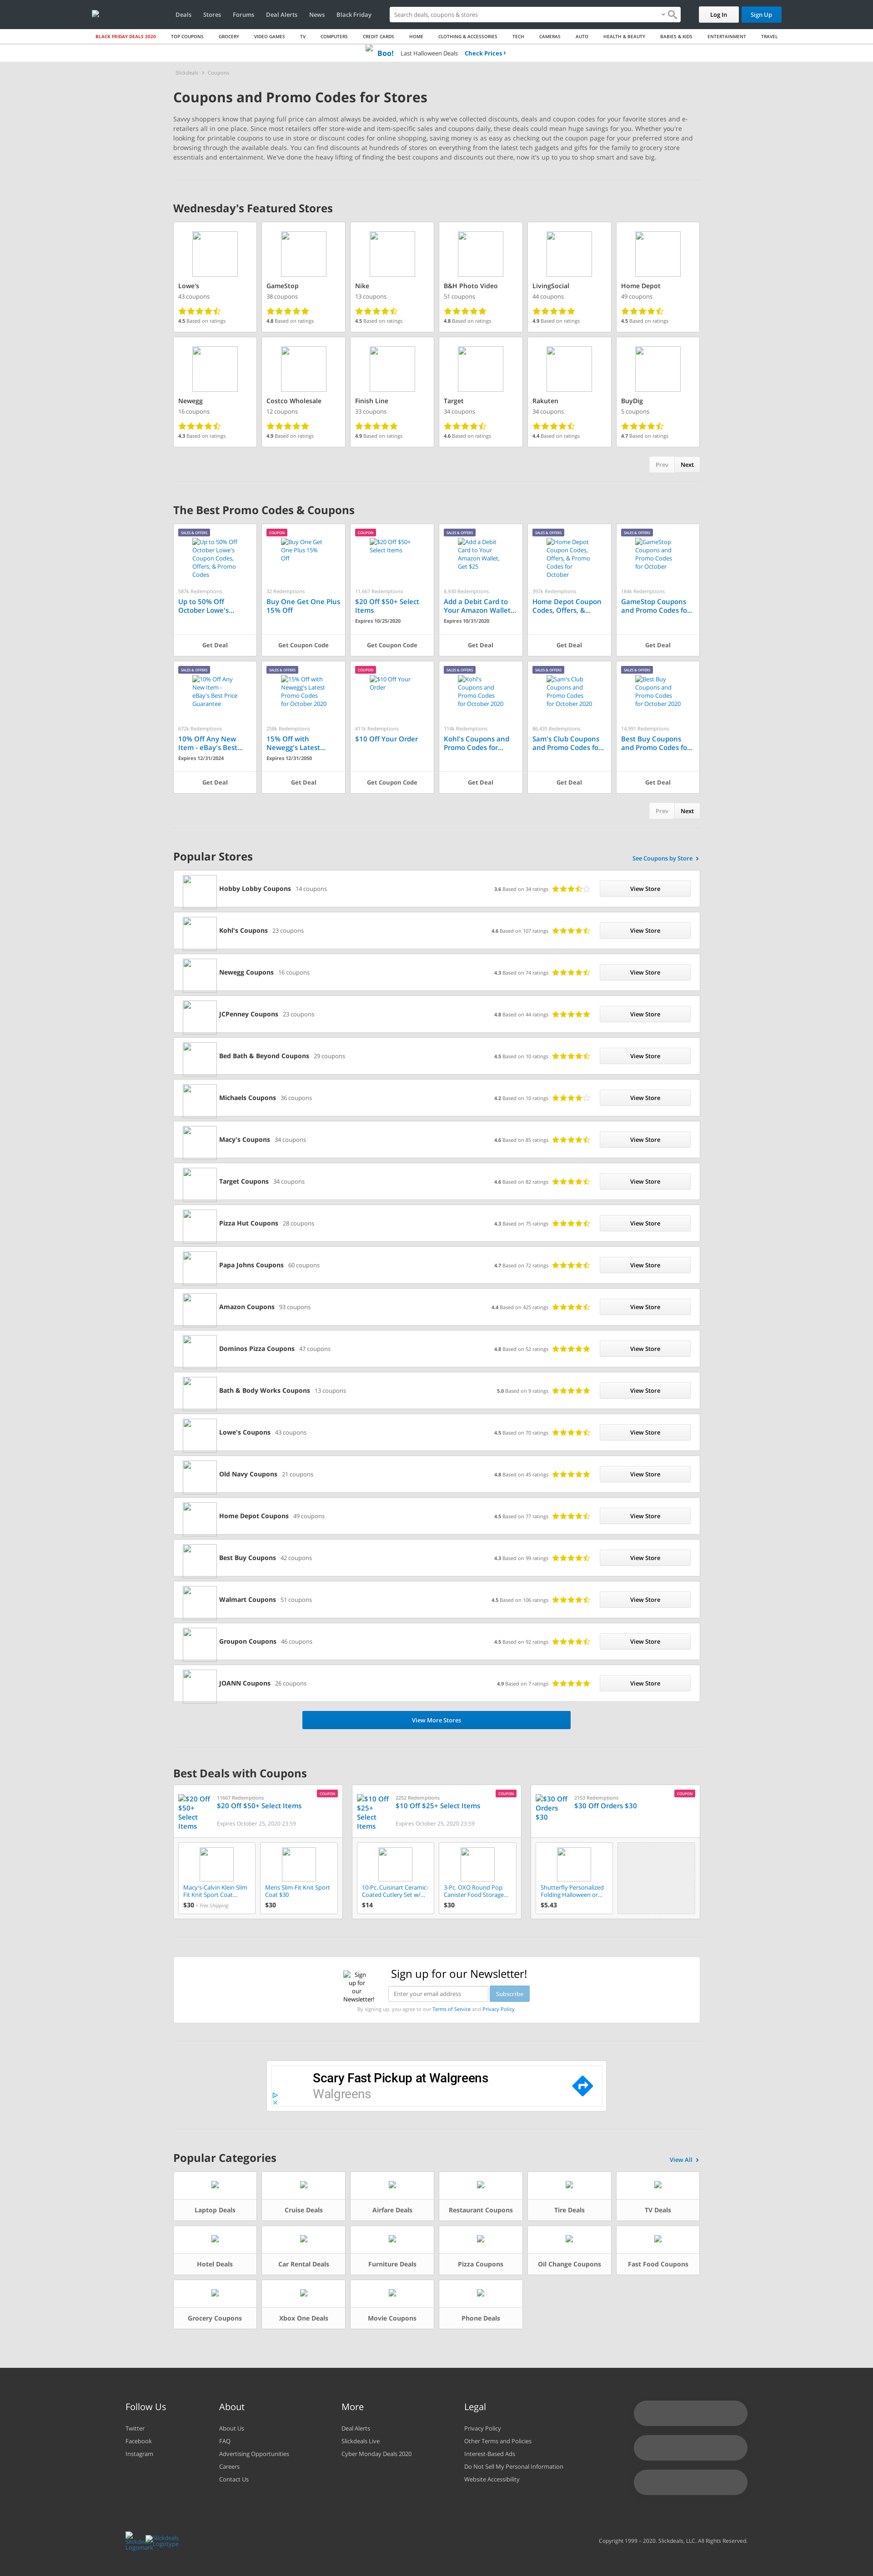 Deals Stores Forums Deal Alerts News Black Friday Search deals, coupons & stores Log In Sign Up
BLACK FRIDAY DEALS 2020 TOP COUPONS GROCERY VIDEO GAMES TV COMPUTERS CREDIT CARDS HOME CLOTHING & ACCESSORIES TECH CAMERAS AUTO HEALTH & BEAUTY BABIES & KIDS ENTERTAINMENT TRAVEL
Boo! Last Halloween Deals Check Prices ›
Slickdeals › Coupons
Coupons and Promo Codes for Stores
Savvy shoppers know that paying full price can almost always be avoided, which is why we've collected discounts, deals and coupon codes for your favorite stores and e-
retailers all in one place. Since most retailers offer store-wide and item-specific sales and coupons daily, these deals could mean huge savings for you. Whether you're
looking for printable coupons to use in store or discount codes for online shopping, saving money is as easy as checking out the coupon page for your preferred store and
scanning the available deals. You can find discounts at hundreds of stores on everything from the latest tech gadgets and gifts for the family to grocery store
essentials and entertainment. We've done the heavy lifting of finding the best coupons and discounts out there, now it's up to you to shop smart and save big.
Wednesday's Featured Stores
Lowe's GameStop Nike B&H Photo Video LivingSocial Home Depot
43 coupons 38 coupons 13 coupons 51 coupons 44 coupons 49 coupons
4.5 Based on ratings 4.8 Based on ratings 4.5 Based on ratings 4.8 Based on ratings 4.9 Based on ratings 4.5 Based on ratings
Newegg Costco Wholesale Finish Line Target Rakuten BuyDig
16 coupons 12 coupons 33 coupons 34 coupons 34 coupons 5 coupons
4.3 Based on ratings 4.9 Based on ratings 4.9 Based on ratings 4.6 Based on ratings 4.4 Based on ratings 4.7 Based on ratings
Prev Next
The Best Promo Codes & Coupons
SALES & OFFERS COUPON COUPON SALES & OFFERS SALES & OFFERS SALES & OFFERS
Up to 50% Off Buy One Get $20 Off $50+ Add a Debit Home Depot GameStop
October Lowe's One Plus 15% Select Items Card to Your Coupon Codes, Coupons and
Coupon Codes, Off Amazon Wallet, Offers, & Promo Promo Codes
Offers, & Promo Get $25 Codes for for October
Codes October
587k Redemptions 32 Redemptions 11,667 Redemptions 8,930 Redemptions 397k Redemptions 184k Redemptions
Up to 50% Off Buy One Get One Plus $20 Off $50+ Select Add a Debit Card to Home Depot Coupon GameStop Coupons
October Lowe's... 15% Off Items Your Amazon Wallet... Codes, Offers, &... and Promo Codes fo...
Expires 10/25/2020 Expires 10/31/2020
Get Deal Get Coupon Code Get Coupon Code Get Deal Get Deal Get Deal
SALES & OFFERS SALES & OFFERS COUPON SALES & OFFERS SALES & OFFERS SALES & OFFERS
10% Off Any 15% Off with $10 Off Your Kohl's Sam's Club Best Buy
New Item - Newegg's Latest Order Coupons and Coupons and Coupons and
eBay's Best Price Promo Codes Promo Codes Promo Codes Promo Codes
Guarantee for October 2020 for October 2020 for October 2020 for October 2020
672k Redemptions 258k Redemptions 411k Redemptions 114k Redemptions 86,435 Redemptions 14,991 Redemptions
10% Off Any New 15% Off with $10 Off Your Order Kohl's Coupons and Sam's Club Coupons Best Buy Coupons
Item - eBay's Best... Newegg's Latest... Promo Codes for... and Promo Codes fo... and Promo Codes fo...
Expires 12/31/2024 Expires 12/31/2050
Get Deal Get Deal Get Coupon Code Get Deal Get Deal Get Deal
Prev Next
Popular Stores See Coupons by Store ›
Hobby Lobby Coupons 14 coupons 3.6 Based on 34 ratings View Store
Kohl's Coupons 23 coupons 4.6 Based on 107 ratings View Store
Newegg Coupons 16 coupons 4.3 Based on 74 ratings View Store
JCPenney Coupons 23 coupons 4.8 Based on 44 ratings View Store
Bed Bath & Beyond Coupons 29 coupons 4.5 Based on 10 ratings View Store
Michaels Coupons 36 coupons 4.2 Based on 10 ratings View Store
Macy's Coupons 34 coupons 4.6 Based on 85 ratings View Store
Target Coupons 34 coupons 4.6 Based on 82 ratings View Store
Pizza Hut Coupons 28 coupons 4.3 Based on 75 ratings View Store
Papa Johns Coupons 60 coupons 4.7 Based on 72 ratings View Store
Amazon Coupons 93 coupons 4.4 Based on 425 ratings View Store
Dominos Pizza Coupons 47 coupons 4.8 Based on 52 ratings View Store
Bath & Body Works Coupons 13 coupons 5.0 Based on 9 ratings View Store
Lowe's Coupons 43 coupons 4.5 Based on 70 ratings View Store
Old Navy Coupons 21 coupons 4.8 Based on 45 ratings View Store
Home Depot Coupons 49 coupons 4.5 Based on 77 ratings View Store
Best Buy Coupons 42 coupons 4.3 Based on 99 ratings View Store
Walmart Coupons 51 coupons 4.5 Based on 106 ratings View Store
Groupon Coupons 46 coupons 4.5 Based on 92 ratings View Store
JOANN Coupons 26 coupons 4.9 Based on 7 ratings View Store
View More Stores
Best Deals with Coupons
COUPON COUPON COUPON
$20 Off $50+ Select Items 11667 Redemptions $10 Off $25+ Select Items 2252 Redemptions $30 Off Orders $30 2153 Redemptions
$20 Off $50+ Select Items $10 Off $25+ Select Items $30 Off Orders $30
Expires October 25, 2020 23:59 Expires October 25, 2020 23:59
Macy's-Calvin Klein Slim Mens Slim-Fit Knit Sport 10-Pc. Cuisinart Ceramic- 3-Pc. OXO Round Pop Shutterfly Personalized
Fit Knit Sport Coat... Coat $30 Coated Cutlery Set w/... Canister Food Storage... Folding Halloween or...
$30 + Free Shipping $30 $14 $30 $5.43
Sign up for our Newsletter! Sign up for our Newsletter!
Enter your email address Subscribe
By signing up, you agree to our Terms of Service and Privacy Policy.
Scary Fast Pickup at Walgreens
Walgreens
Popular Categories View All ›
Laptop Deals Cruise Deals Airfare Deals Restaurant Coupons Tire Deals TV Deals
Hotel Deals Car Rental Deals Furniture Deals Pizza Coupons Oil Change Coupons Fast Food Coupons
Grocery Coupons Xbox One Deals Movie Coupons Phone Deals
Follow Us About More Legal
Twitter About Us Deal Alerts Privacy Policy
Facebook FAQ Slickdeals Live Other Terms and Policies
Instagram Advertising Opportunities Cyber Monday Deals 2020 Interest-Based Ads
Careers Do Not Sell My Personal Information
Contact Us Website Accessibility
Slickdeals Logotype
Copyright 1999 – 2020. Slickdeals, LLC. All Rights Reserved.